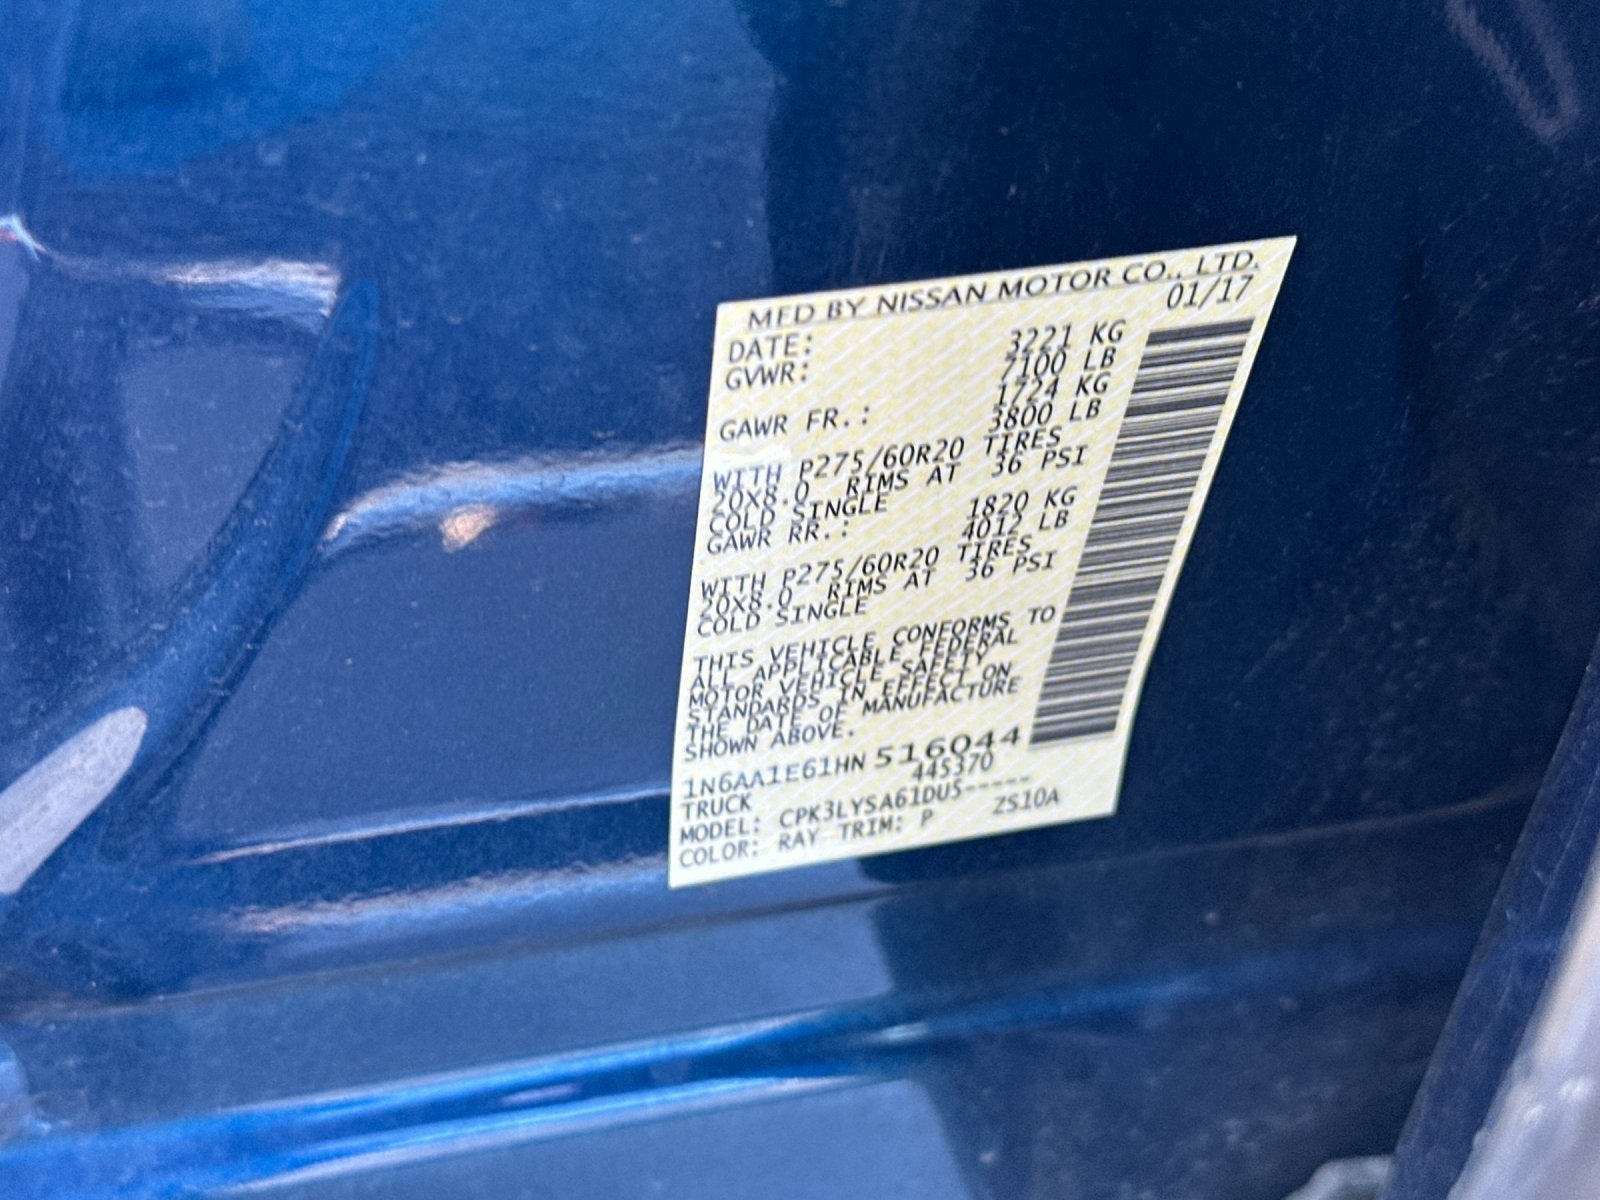 MFD BY NISSAN MOTOR CO., LTD.
DATE: 01/17
GVWR: 3221 KG
7100 LB
GAWR FR.: 1724 KG
3800 LB
WITH P275/60R20 TIRES
20X8.0 RIMS AT 36 PSI
COLD SINGLE
GAWR RR.: 1820 KG
4012 LB
WITH P275/60R20 TIRES
20X8.0 RIMS AT 36 PSI
COLD SINGLE
THIS VEHICLE CONFORMS TO
ALL APPLICABLE FEDERAL
MOTOR VEHICLE SAFETY
STANDARDS IN EFFECT ON
THE DATE OF MANUFACTURE
SHOWN ABOVE.
1N6AA1E61HN516044
TRUCK 445370
MODEL: CPK3LYSA61DU5-----
COLOR: RAY TRIM: P ZS10A